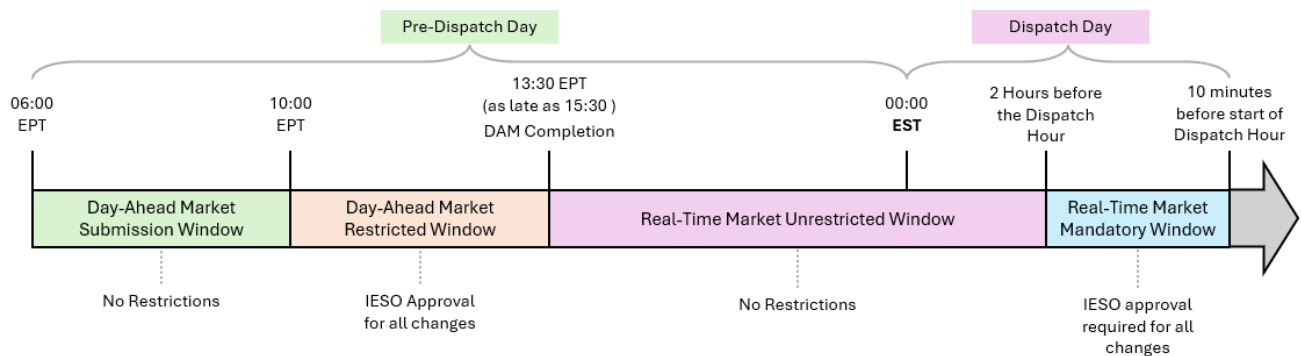 Pre-Dispatch Day
Dispatch Day
06:00
EPT
10:00
EPT
13:30 EPT
(as late as 15:30 )
DAM Completion
00:00
EST
2 Hours before
the Dispatch
Hour
10 minutes
before start of
Dispatch Hour
Day-Ahead Market
Submission Window
Day-Ahead Market
Restricted Window
Real-Time Market Unrestricted Window
Real-Time Market
Mandatory Window
No Restrictions
IESO Approval
for all changes
No Restrictions
IESO approval
required for all
changes